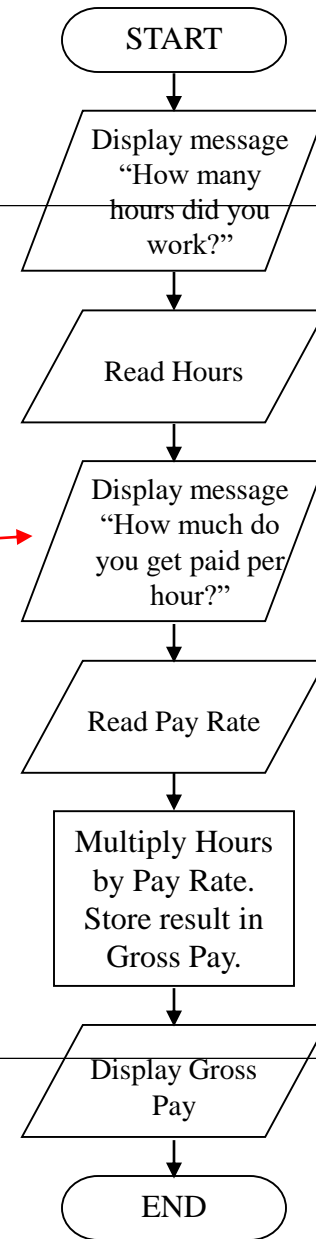 START
Display message
“How many
hours did you
work?”
Read Hours
Display message
“How much do
you get paid per
hour?”
Read Pay Rate
Multiply Hours
by Pay Rate.
Store result in
Gross Pay.
Display Gross
Pay
END